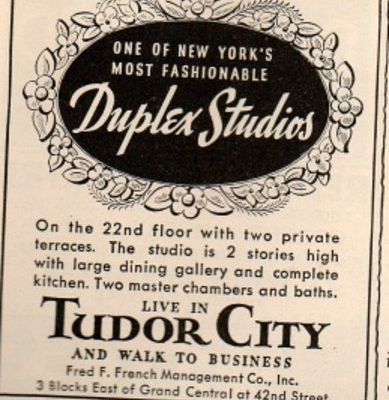 ONE OF NEW YORK'S
MOST FASHIONABLE
Duplex Studios
On the 22nd floor with two private
terraces. The studio is 2 stories high
with large dining gallery and complete
kitchen. Two master chambers and baths.
LIVE IN
TUDOR CITY
AND WALK TO BUSINESS
Fred F. French Management Co., Inc.
3 Blocks East of Grand Central at 42nd Street